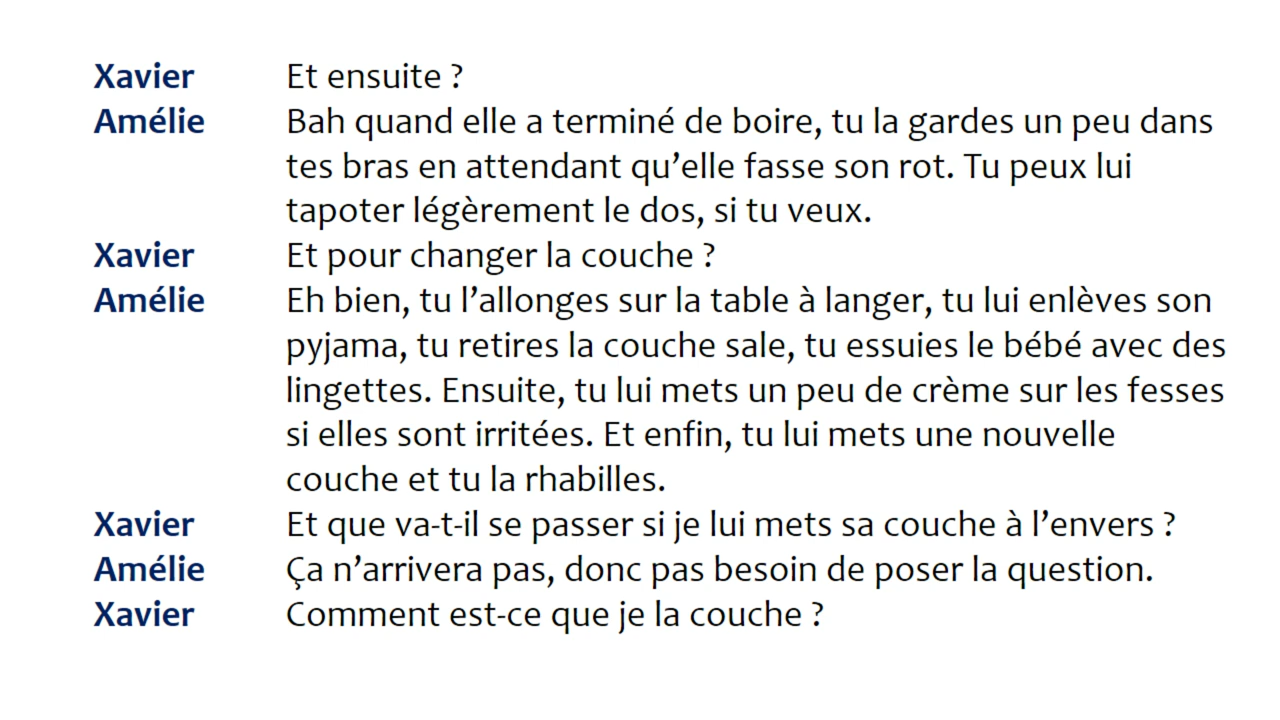 Xavier Et ensuite ?
Amélie Bah quand elle a terminé de boire, tu la gardes un peu dans
tes bras en attendant qu’elle fasse son rot. Tu peux lui
tapoter légèrement le dos, si tu veux.
Xavier Et pour changer la couche ?
Amélie Eh bien, tu l’allonges sur la table à langer, tu lui enlèves son
pyjama, tu retires la couche sale, tu essuies le bébé avec des
lingettes. Ensuite, tu lui mets un peu de crème sur les fesses
si elles sont irritées. Et enfin, tu lui mets une nouvelle
couche et tu la rhabilles.
Xavier Et que va-t-il se passer si je lui mets sa couche à l’envers ?
Amélie Ça n’arrivera pas, donc pas besoin de poser la question.
Xavier Comment est-ce que je la couche ?